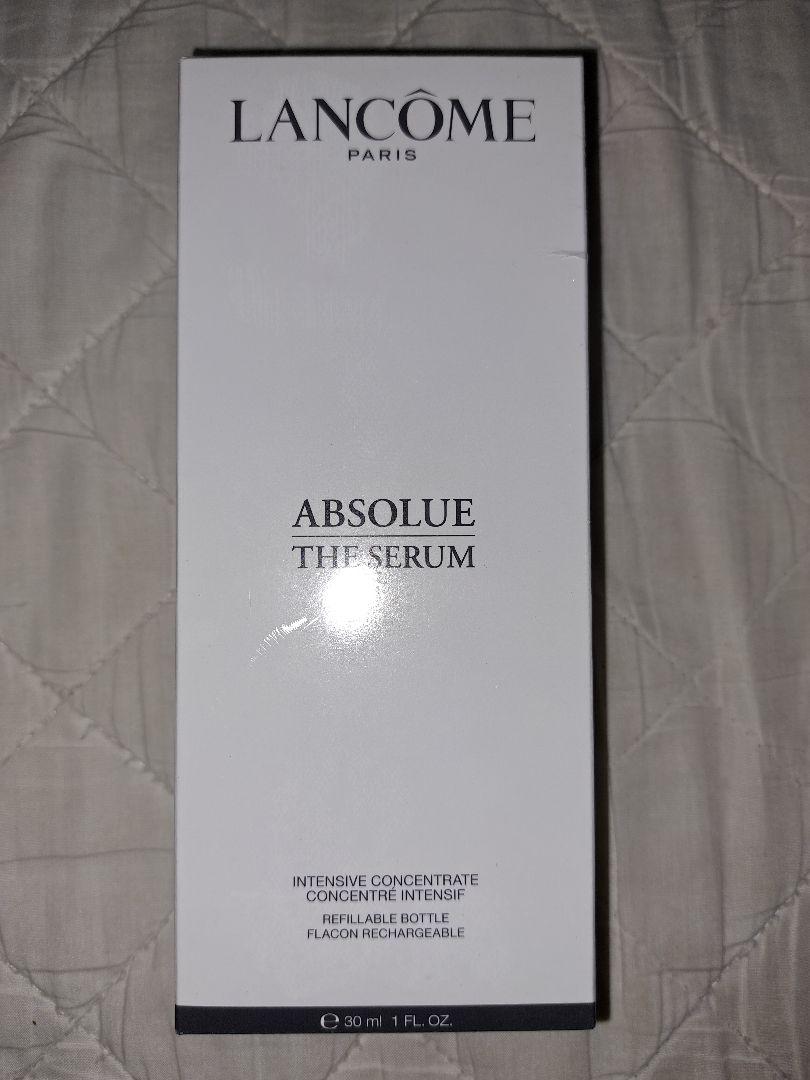 LANCÔME
PARIS
ABSOLUE
THE SERUM
INTENSIVE CONCENTRATE
CONCENTRÉ INTENSIF
REFILLABLE BOTTLE
FLACON RECHARGEABLE
℮ 30 ml 1 FL. OZ.